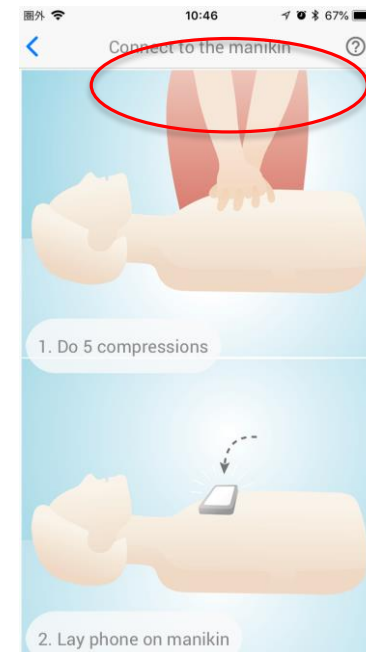 圏外 10:46 67%
Connect to the manikin ?
1. Do 5 compressions
2. Lay phone on manikin